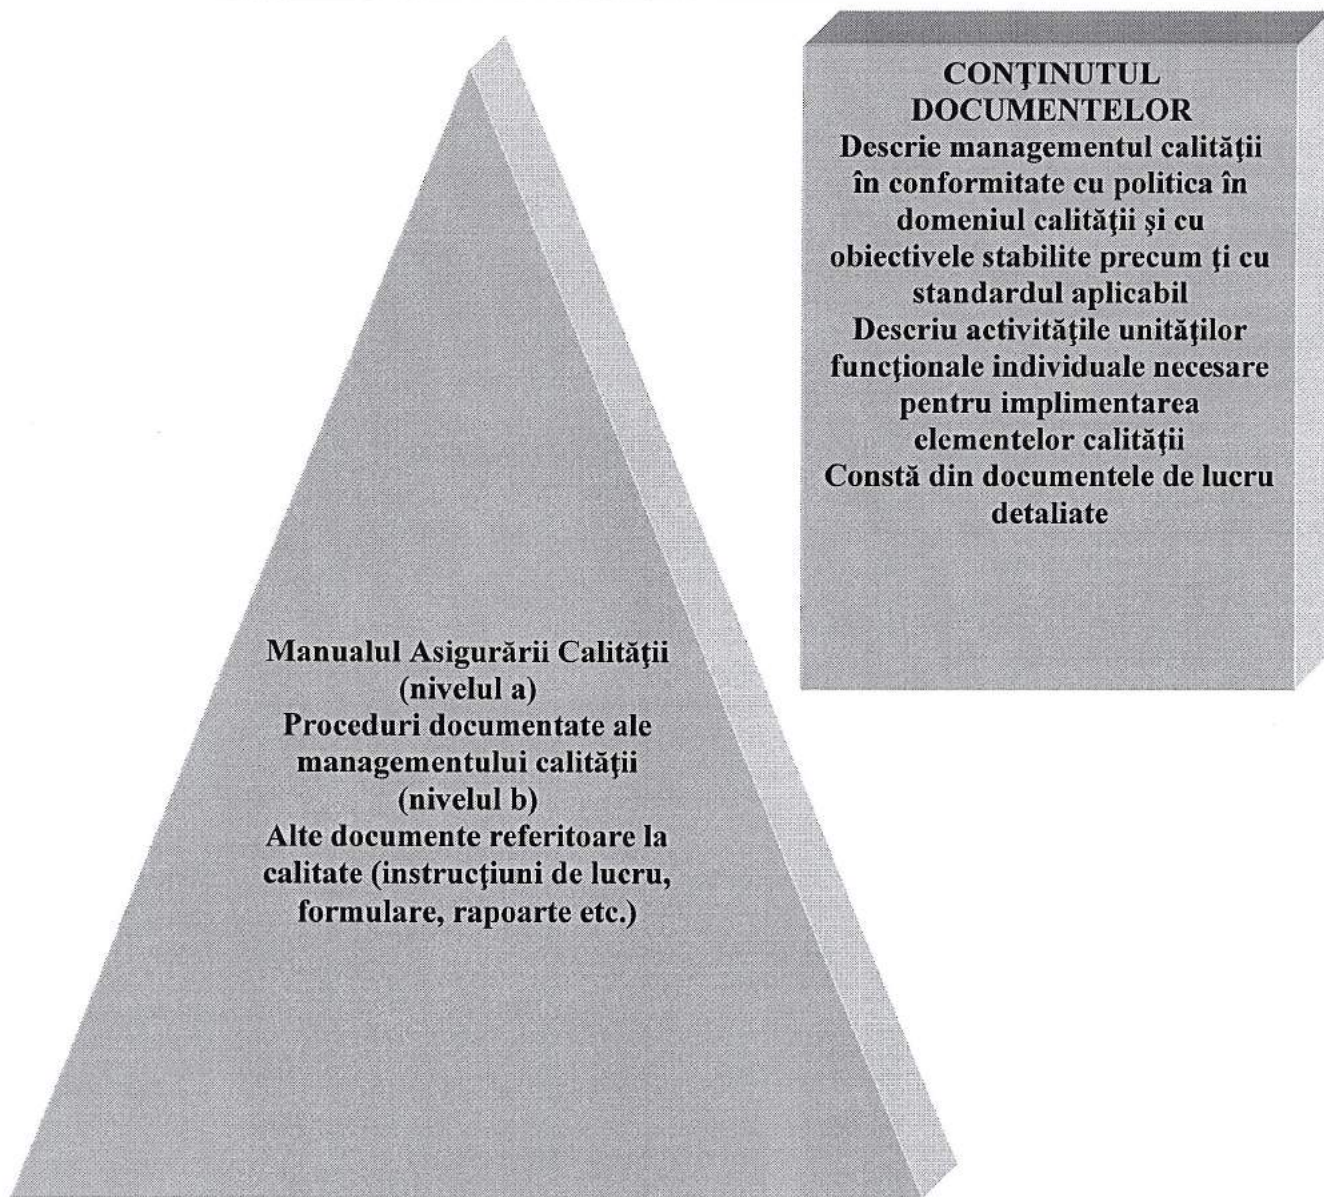 CONŢINUTUL
DOCUMENTELOR
Descrie managementul calităţii
în conformitate cu politica în
domeniul calităţii şi cu
obiectivele stabilite precum ţi cu
standardul aplicabil
Descriu activităţile unităţilor
funcţionale individuale necesare
pentru implimentarea
elementelor calităţii
Constă din documentele de lucru
detaliate
Manualul Asigurării Calităţii
(nivelul a)
Proceduri documentate ale
managementului calităţii
(nivelul b)
Alte documente referitoare la
calitate (instrucţiuni de lucru,
formulare, rapoarte etc.)